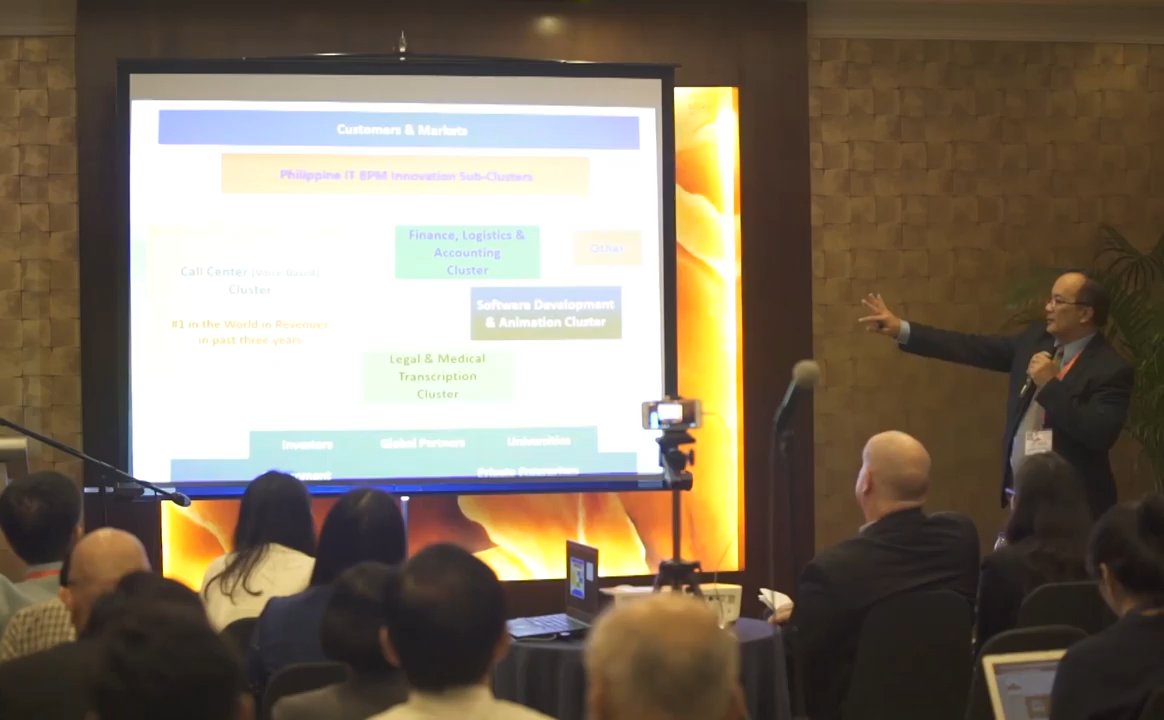 Customers & Markets
Philippine IT BPM Innovation Sub-Clusters
Finance, Logistics &
Accounting
Cluster
Other
Call Center (Voice Based)
Cluster
Software Development
& Animation Cluster
#1 in the World in Revenues
in past three years
Legal & Medical
Transcription
Cluster
Investors
Global Partners
Universities
Private Enterprises